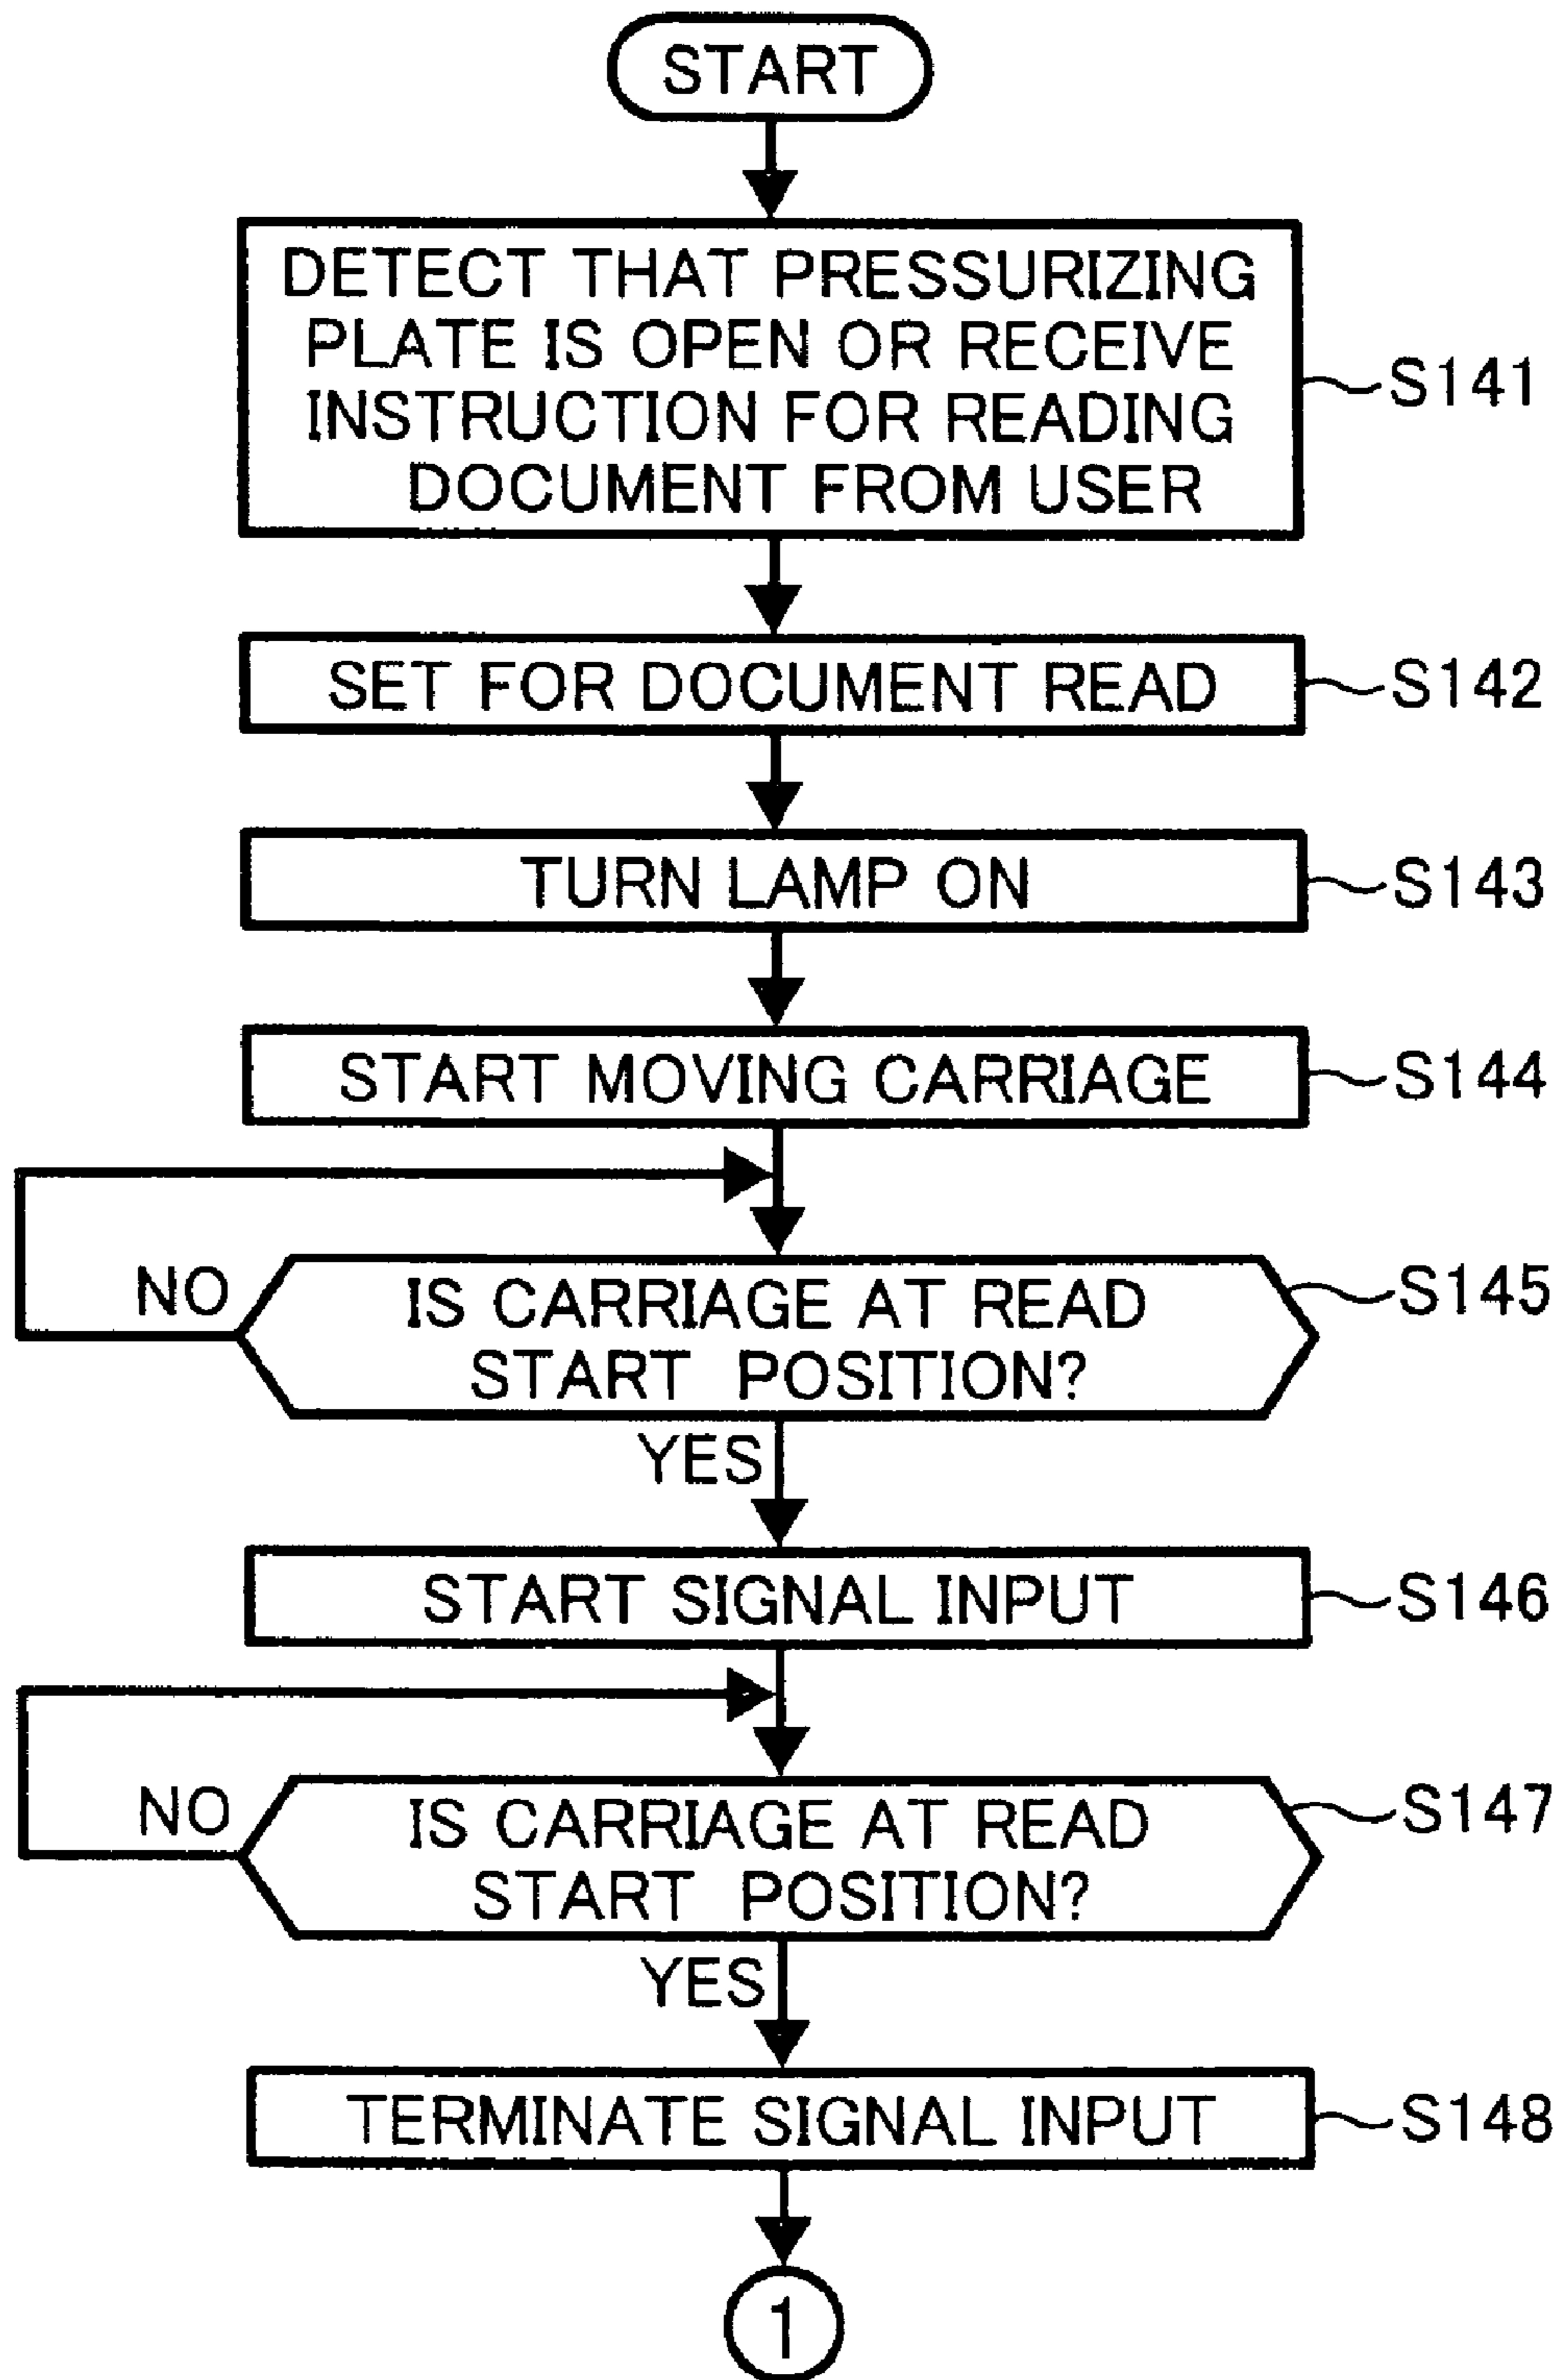 START
DETECT THAT PRESSURIZING
PLATE IS OPEN OR RECEIVE
INSTRUCTION FOR READING
DOCUMENT FROM USER
S141
SET FOR DOCUMENT READ
S142
TURN LAMP ON
S143
START MOVING CARRIAGE
S144
NO
IS CARRIAGE AT READ
START POSITION?
S145
YES
START SIGNAL INPUT
S146
NO
IS CARRIAGE AT READ
START POSITION?
S147
YES
TERMINATE SIGNAL INPUT
S148
1